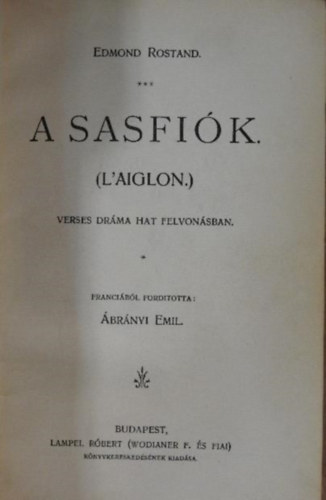 EDMOND ROSTAND.
***
A SASFIÓK.
(L'AIGLON.)
VERSES DRÁMA HAT FELVONÁSBAN.
*
FRANCIÁBÓL FORDITOTTA:
ÁBRÁNYI EMIL.
BUDAPEST,
LAMPEL RÓBERT (WODIANER F. ÉS FIAI)
KÖNYVKERESKEDÉSÉNEK KIADÁSA.